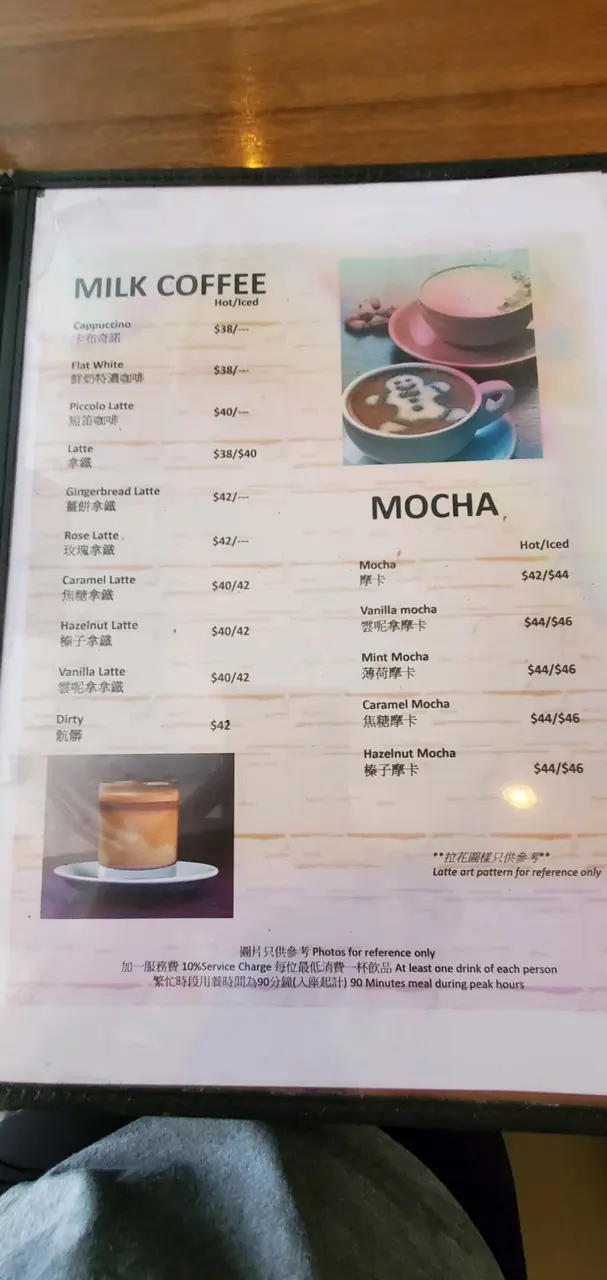 MILK COFFEE
Hot/Iced
Cappuccino $38/---
卡布奇諾
Flat White $38/---
鮮奶特濃咖啡
Piccolo Latte $40/---
短笛咖啡
Latte $38/$40
拿鐵
Gingerbread Latte $42/---
薑餅拿鐵
Rose Latte $42/---
玫瑰拿鐵
Caramel Latte $40/42
焦糖拿鐵
Hazelnut Latte $40/42
榛子拿鐵
Vanilla Latte $40/42
雲呢拿拿鐵
Dirty $42
骯髒
MOCHA
Hot/Iced
Mocha $42/$44
摩卡
Vanilla mocha $44/$46
雲呢拿摩卡
Mint Mocha $44/$46
薄荷摩卡
Caramel Mocha $44/$46
焦糖摩卡
Hazelnut Mocha $44/$46
榛子摩卡
**拉花圖樣只供參考**
Latte art pattern for reference only
圖片只供參考 Photos for reference only
加一服務費 10%Service Charge 每位最低消費一杯飲品 At least one drink of each person
繁忙時段用餐時間為90分鐘(入座起計) 90 Minutes meal during peak hours